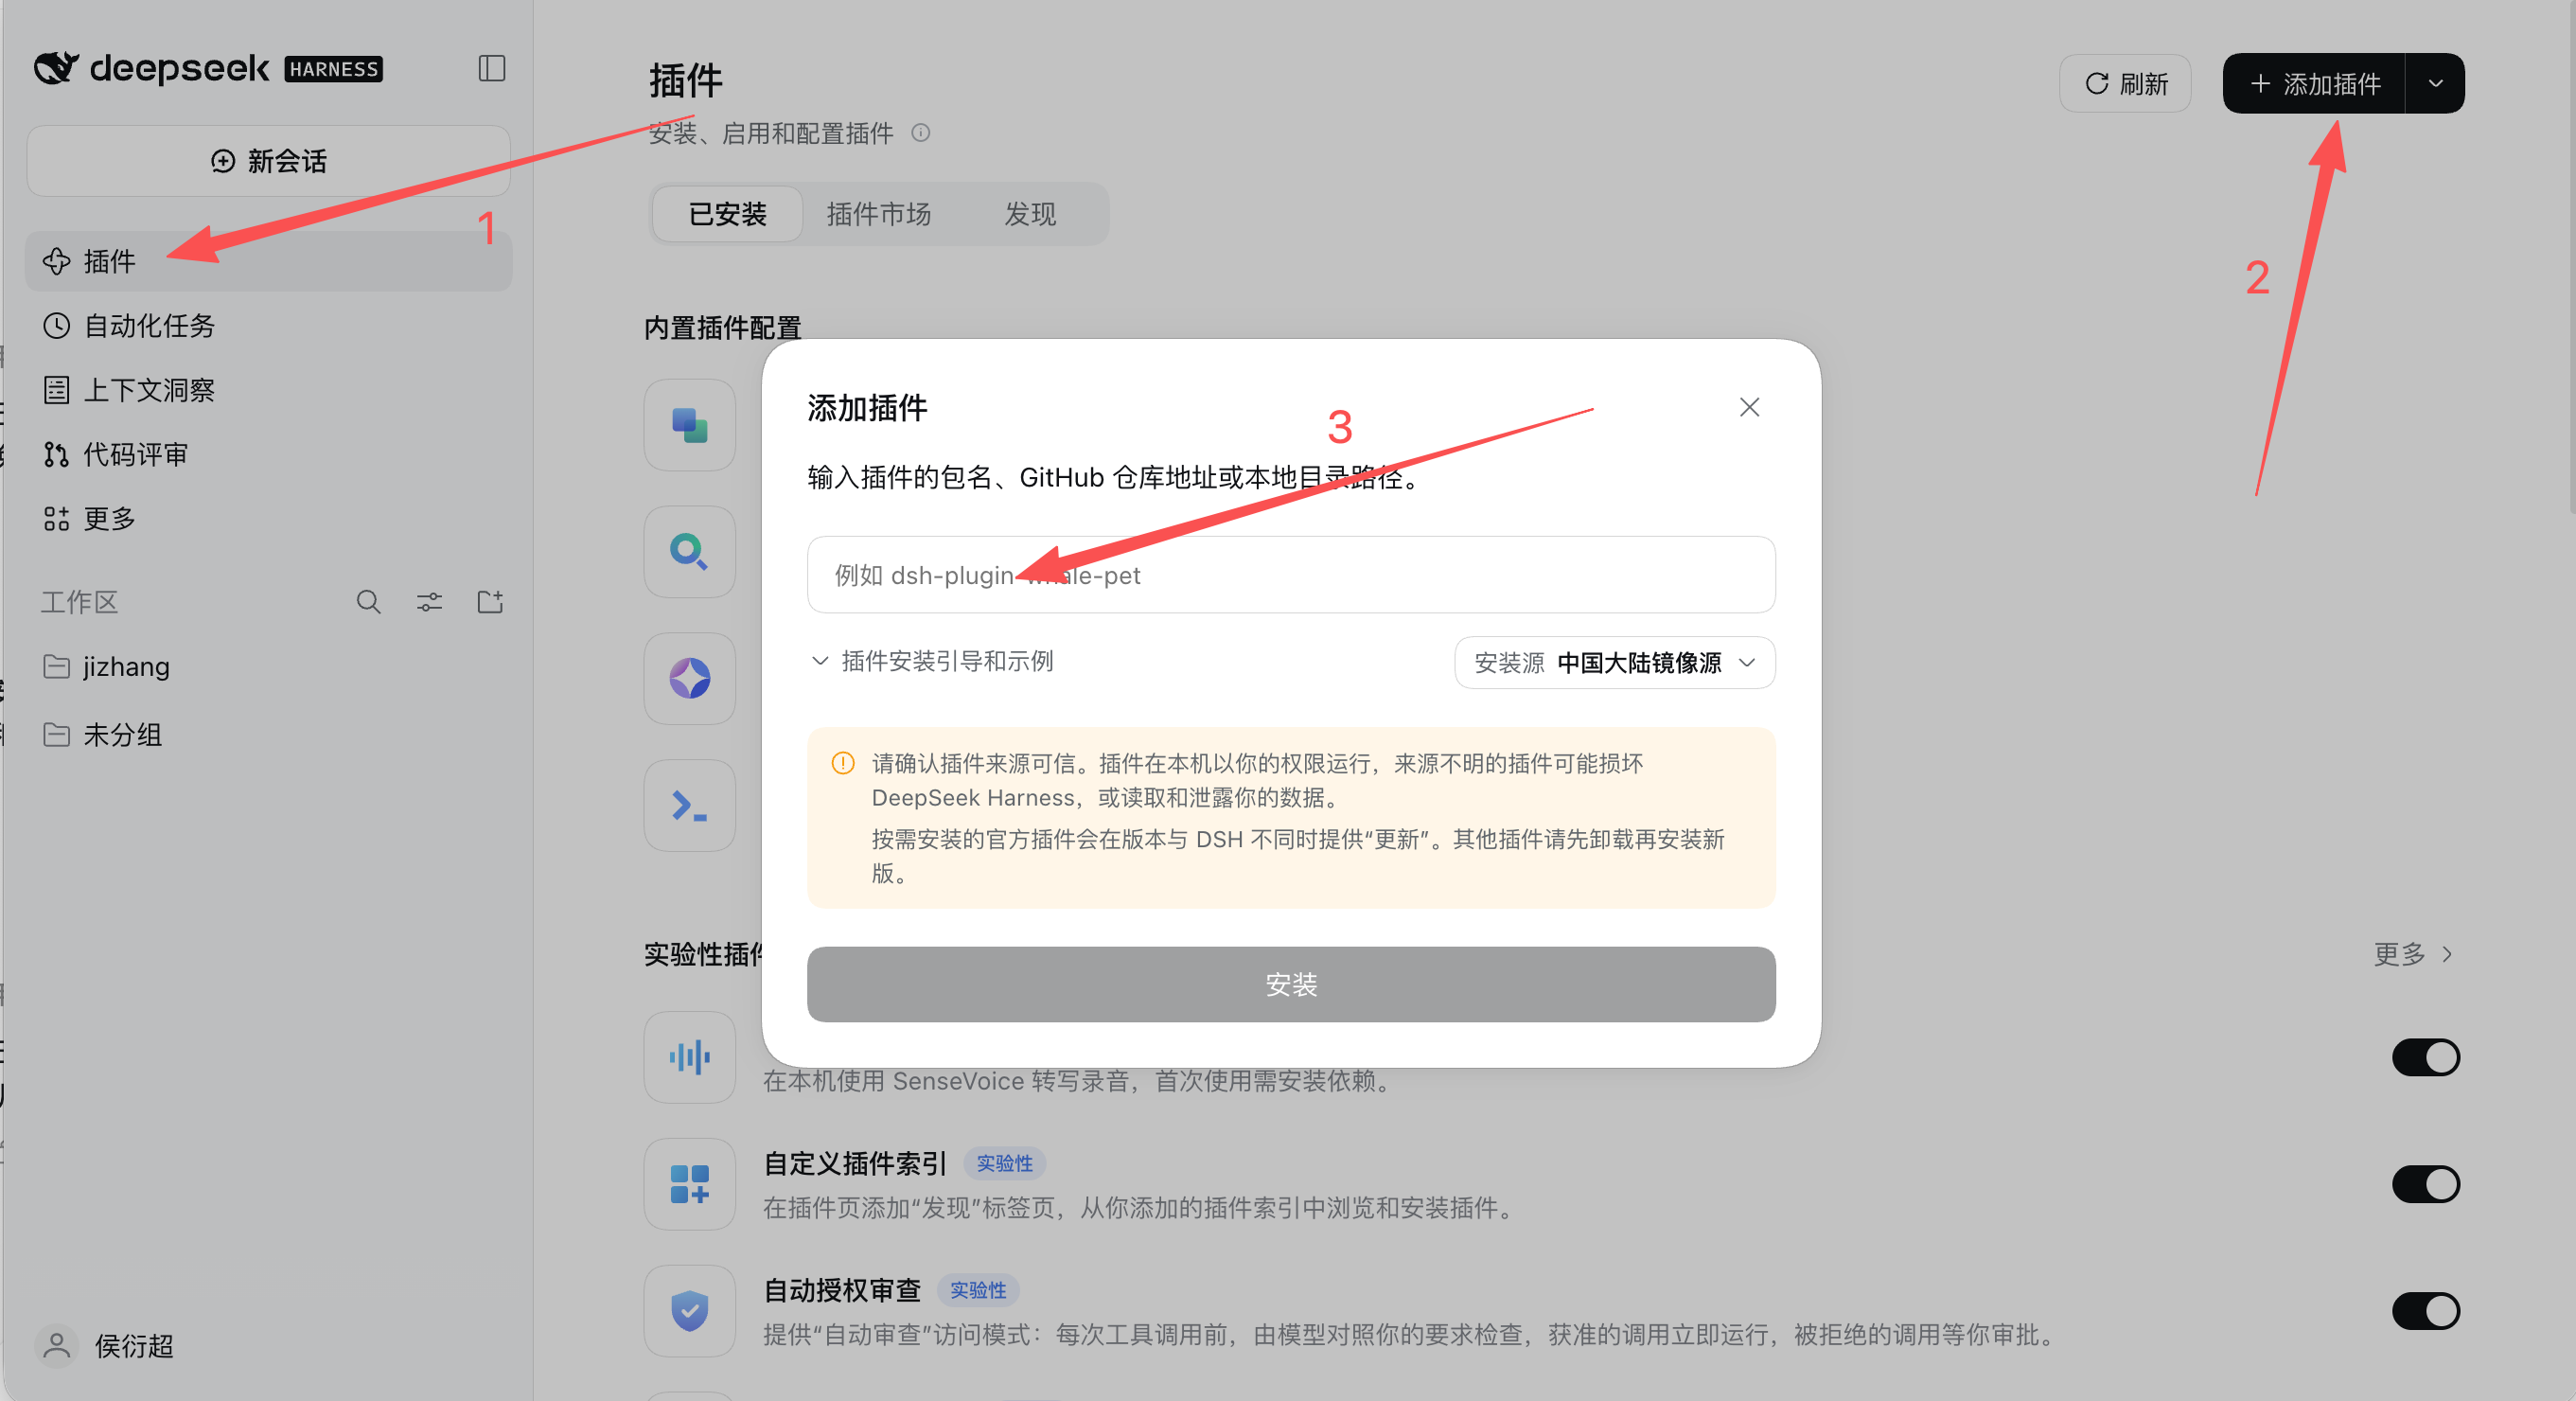 deepseek HARNESS
新会话
插件
自动化任务
上下文洞察
代码评审
更多
工作区
jizhang
未分组
侯衍超
插件
安装、启用和配置插件
刷新
添加插件
已安装
插件市场
发现
1
2
3
内置插件配置
添加插件
输入插件的包名、GitHub 仓库地址或本地目录路径。
例如 dsh-plugin-whale-pet
插件安装引导和示例
安装源 中国大陆镜像源
请确认插件来源可信。插件在本机以你的权限运行，来源不明的插件可能损坏
DeepSeek Harness，或读取和泄露你的数据。
按需安装的官方插件会在版本与 DSH 不同时提供“更新”。其他插件请先卸载再安装新
版。
安装
实验性插件
更多
在本机使用 SenseVoice 转写录音，首次使用需安装依赖。
自定义插件索引 实验性
在插件页添加“发现”标签页，从你添加的插件索引中浏览和安装插件。
自动授权审查 实验性
提供“自动审查”访问模式：每次工具调用前，由模型对照你的要求检查，获准的调用立即运行，被拒绝的调用等你审批。